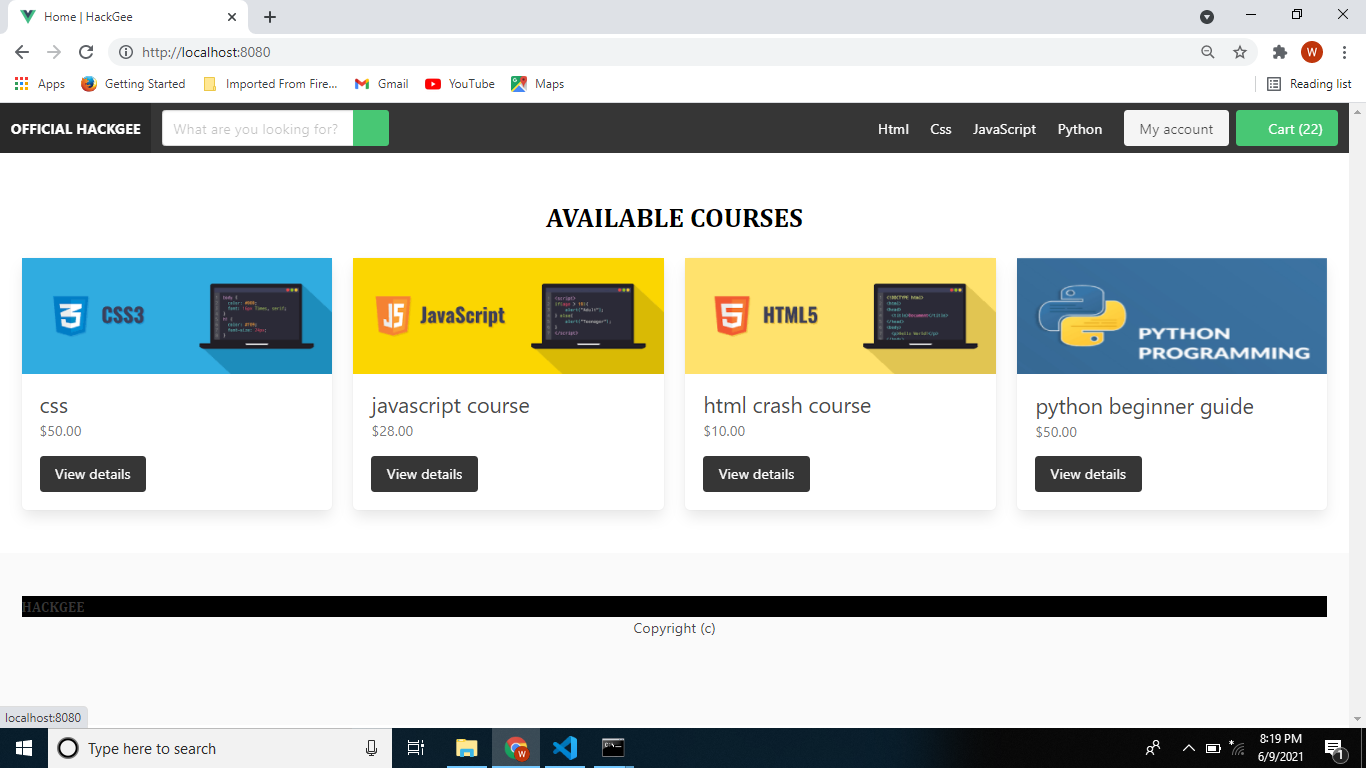 Home | HackGee
http://localhost:8080
W
Apps Getting Started Imported From Fire... Gmail YouTube Maps Reading list
OFFICIAL HACKGEE What are you looking for? Html Css JavaScript Python My account Cart (22)
AVAILABLE COURSES
CSS3
JavaScript
HTML5
PYTHON
PROGRAMMING
css
$50.00
View details
javascript course
$28.00
View details
html crash course
$10.00
View details
python beginner guide
$50.00
View details
HACKGEE
Copyright (c)
localhost:8080
Type here to search
8:19 PM
6/9/2021
1